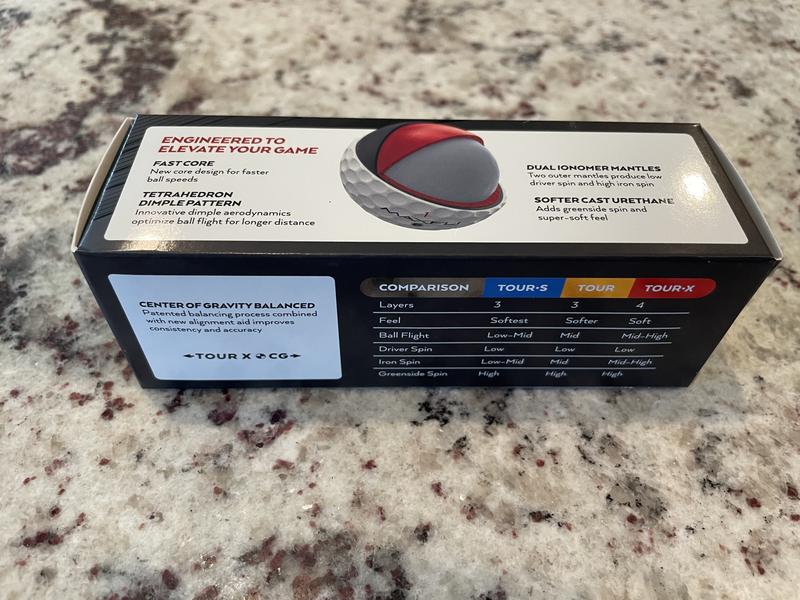 ENGINEERED TO
ELEVATE YOUR GAME
FAST CORE
New core design for faster
ball speeds
TETRAHEDRON
DIMPLE PATTERN
Innovative dimple aerodynamics
optimize ball flight for longer distance
MAXFLI
DUAL IONOMER MANTLES
Two outer mantles produce low
driver spin and high iron spin
SOFTER CAST URETHANE
Adds greenside spin and
super-soft feel
CENTER OF GRAVITY BALANCED
Patented balancing process combined
with new alignment aid improves
consistency and accuracy
TOUR X CG
COMPARISON TOUR-S TOUR TOUR-X
Layers 3 3 4
Feel Softest Softer Soft
Ball Flight Low-Mid Mid Mid-High
Driver Spin Low Low Low
Iron Spin Low-Mid Mid Mid-High
Greenside Spin High High High